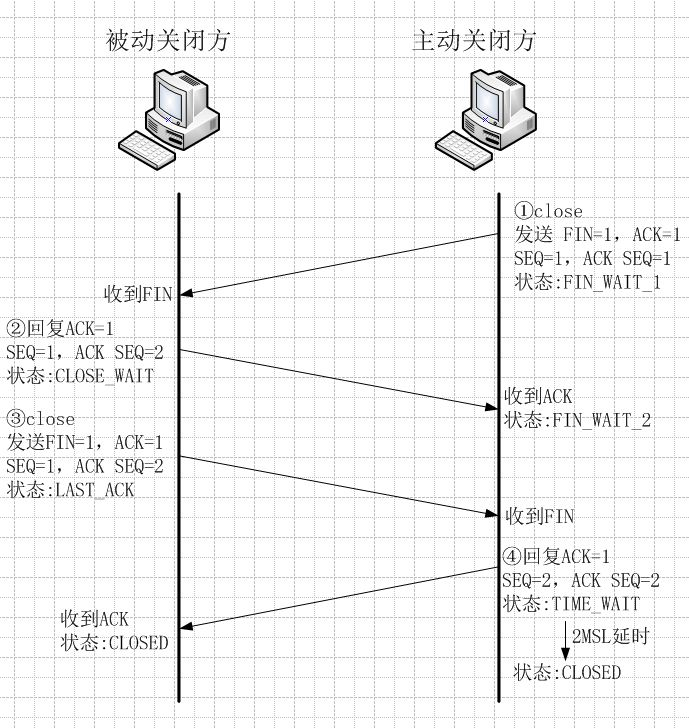 被动关闭方
主动关闭方
①close
发送 FIN=1，ACK=1
SEQ=1，ACK SEQ=1
状态:FIN_WAIT_1
收到FIN
②回复ACK=1
SEQ=1，ACK SEQ=2
状态:CLOSE_WAIT
收到ACK
状态:FIN_WAIT_2
③close
发送FIN=1，ACK=1
SEQ=1，ACK SEQ=2
状态:LAST_ACK
收到FIN
④回复ACK=1
SEQ=2，ACK SEQ=2
状态:TIME_WAIT
收到ACK
状态:CLOSED
2MSL延时
状态:CLOSED